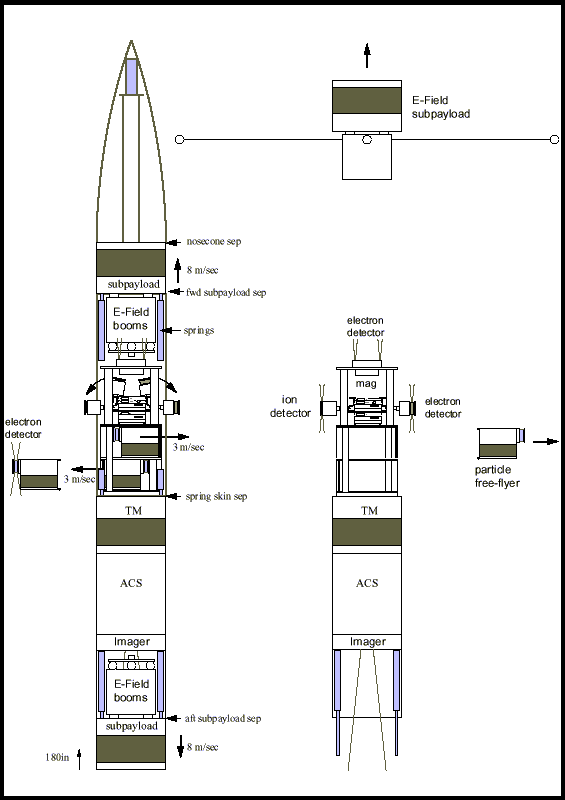 E-Field
subpayload
nosecone sep
8 m/sec
subpayload
fwd subpayload sep
E-Field
booms
springs
electron
detector
mag
ion
detector
electron
detector
electron
detector
3 m/sec
3 m/sec
particle
free-flyer
spring skin sep
TM
TM
ACS
ACS
Imager
Imager
E-Field
booms
aft subpayload sep
subpayload
8 m/sec
180in